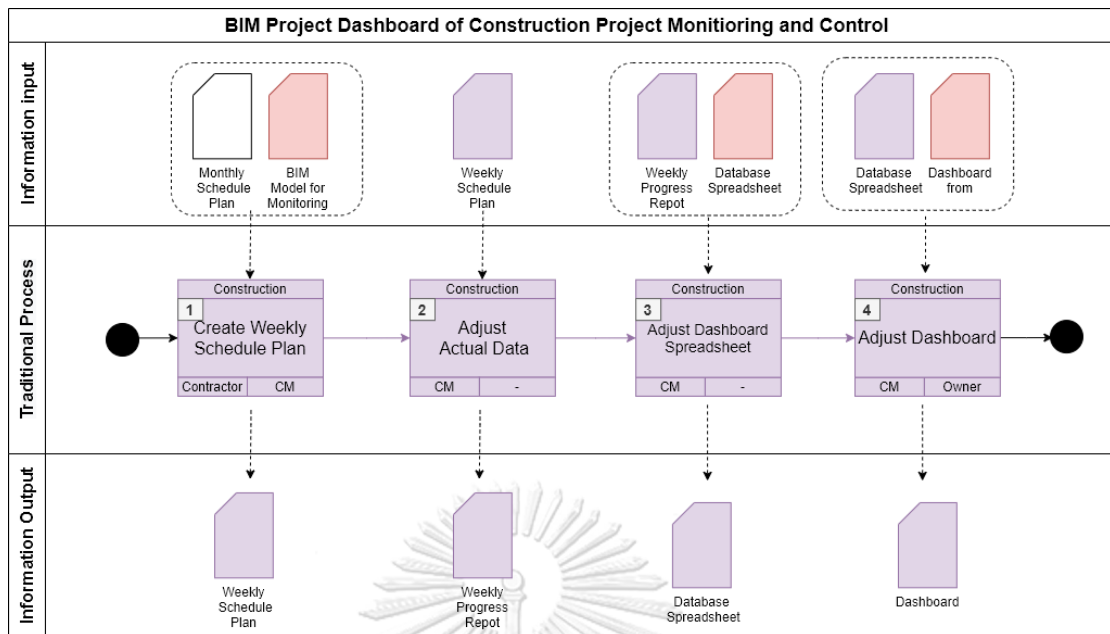 BIM Project Dashboard of Construction Project Monitioring and Control
Information input
Monthly
Schedule
Plan
BIM
Model for
Monitoring
Weekly
Schedule
Plan
Weekly
Progress
Repot
Database
Spreadsheet
Database
Spreadsheet
Dashboard
from
Traditional Process
Construction
1
Create Weekly
Schedule Plan
Contractor
CM
Construction
2
Adjust
Actual Data
CM
-
Construction
3
Adjust Dashboard
Spreadsheet
CM
-
Construction
4
Adjust Dashboard
CM
Owner
Information Output
Weekly
Schedule
Plan
Weekly
Progress
Repot
Database
Spreadsheet
Dashboard